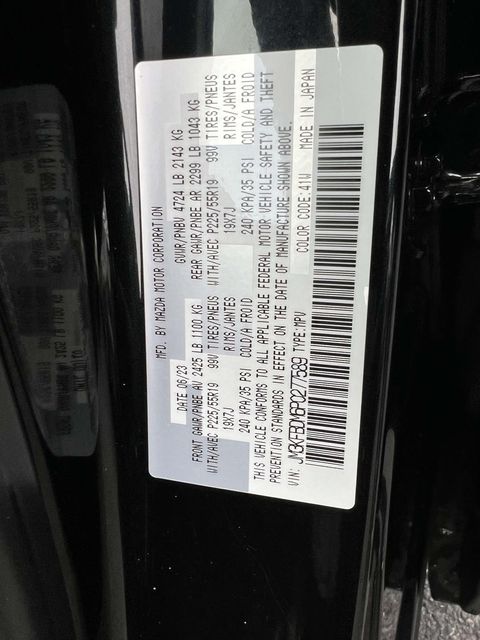 MFD. BY MAZDA MOTOR CORPORATION
DATE 06/23 GVWR/PNBV 4724 LB 2143 KG
FRONT GAWR/PNBE AV 2425 LB 1100 KG REAR GAWR/PNBE AR 2299 LB 1043 KG
WITH/AVEC P225/55R19 99V TIRES/PNEUS WITH/AVEC P225/55R19 99V TIRES/PNEUS
19X7J RIMS/JANTES 19X7J RIMS/JANTES
240 KPA/35 PSI COLD/A FROID 240 KPA/35 PSI COLD/A FROID
THIS VEHICLE CONFORMS TO ALL APPLICABLE FEDERAL MOTOR VEHICLE SAFETY AND THEFT
PREVENTION STANDARDS IN EFFECT ON THE DATE OF MANUFACTURE SHOWN ABOVE.
VIN: JM3KFBDM6P0277589 TYPE:MPV COLOR CODE:41W MADE IN JAPAN